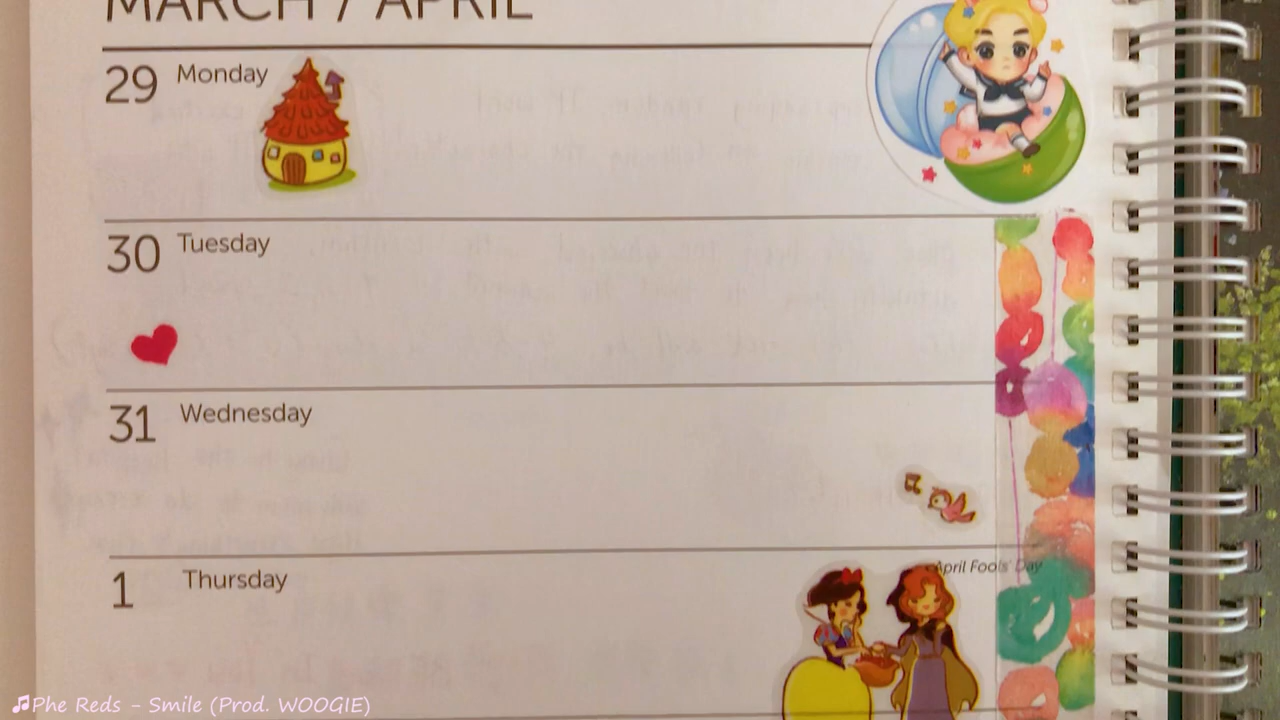 MARCH / APRIL
29 Monday
30 Tuesday
31 Wednesday
1 Thursday
April Fools' Day
♫Phe Reds - Smile (Prod. WOOGIE)